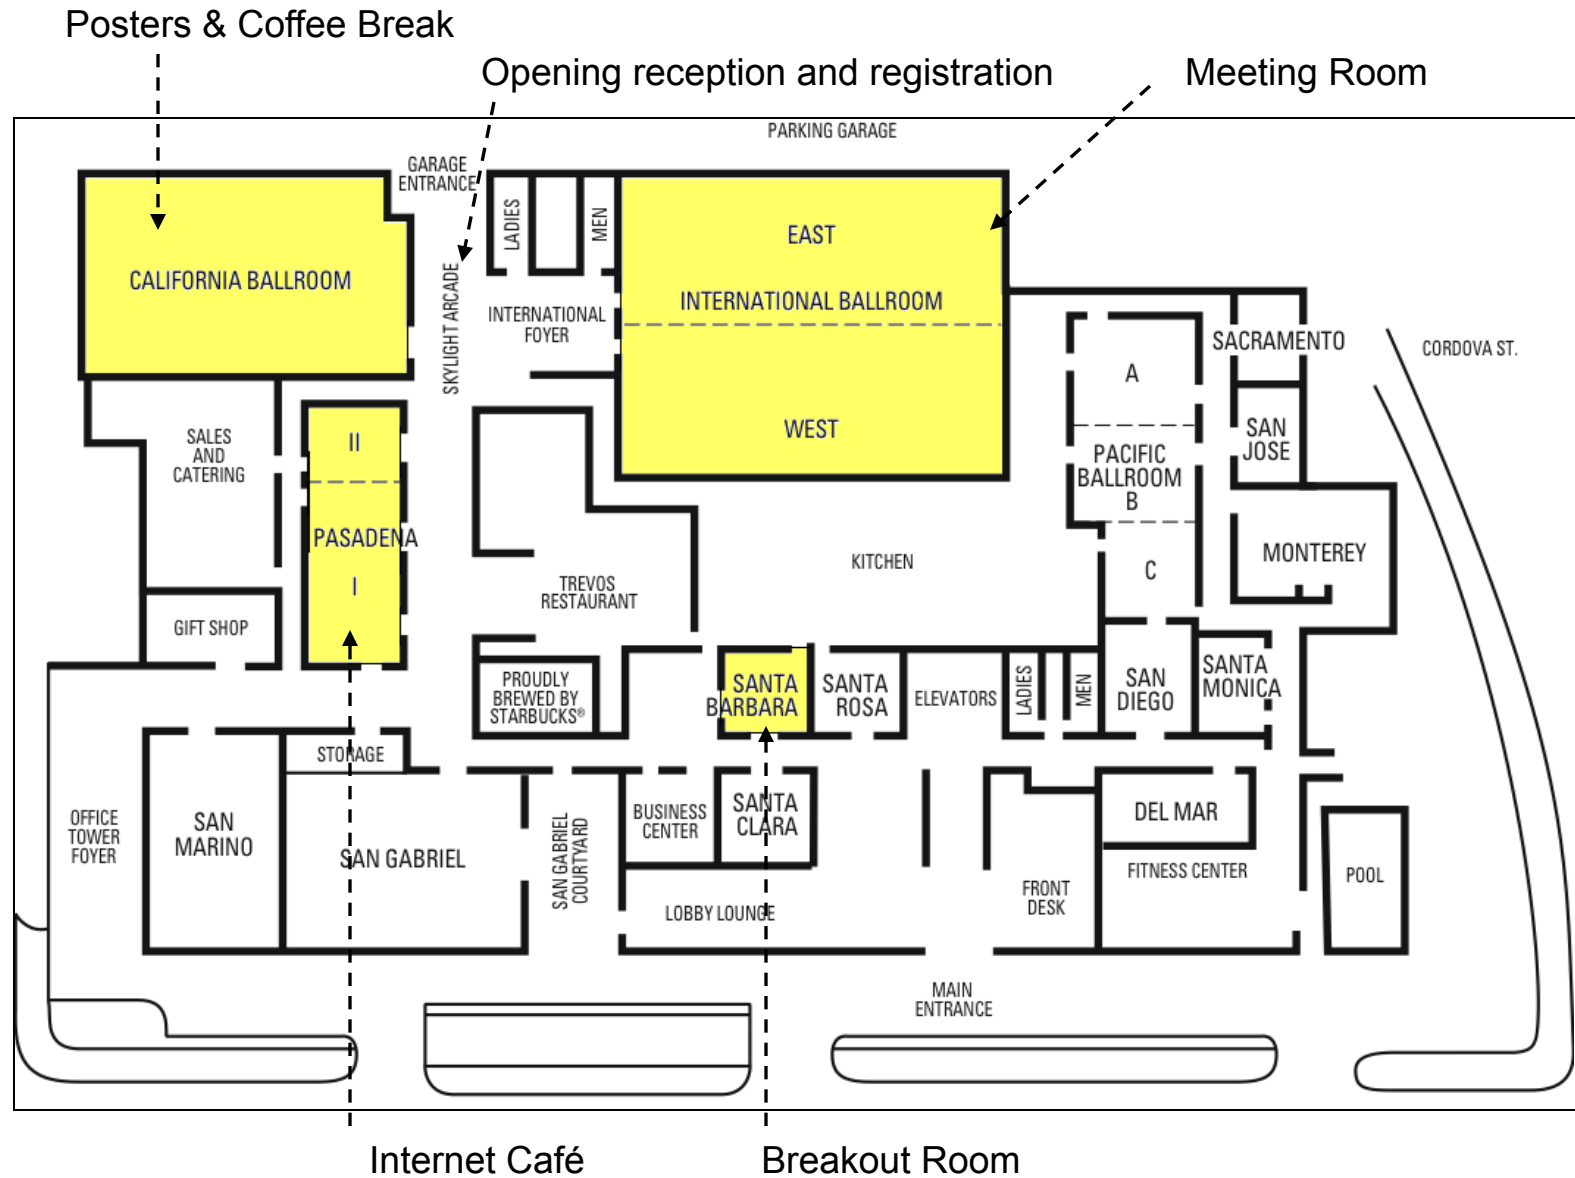 Posters & Coffee Break
Opening reception and registration
Meeting Room
PARKING GARAGE
GARAGE
ENTRANCE
LADIES
MEN
EAST
CALIFORNIA BALLROOM
INTERNATIONAL BALLROOM
SKYLIGHT ARCADE
INTERNATIONAL
FOYER
SACRAMENTO
CORDOVA ST.
A
WEST
II
SALES
AND
CATERING
SAN
JOSE
PACIFIC
BALLROOM
B
PASADENA
KITCHEN
MONTEREY
C
I
TREVOS
RESTAURANT
GIFT SHOP
PROUDLY
BREWED BY
STARBUCKS®
SANTA
BARBARA
SANTA
ROSA
ELEVATORS
LADIES
MEN
SAN
DIEGO
SANTA
MONICA
STORAGE
OFFICE
TOWER
FOYER
SAN
MARINO
SAN GABRIEL
SAN GABRIEL
COURTYARD
BUSINESS
CENTER
SANTA
CLARA
DEL MAR
FITNESS CENTER
POOL
FRONT
DESK
LOBBY LOUNGE
MAIN
ENTRANCE
Internet Café
Breakout Room